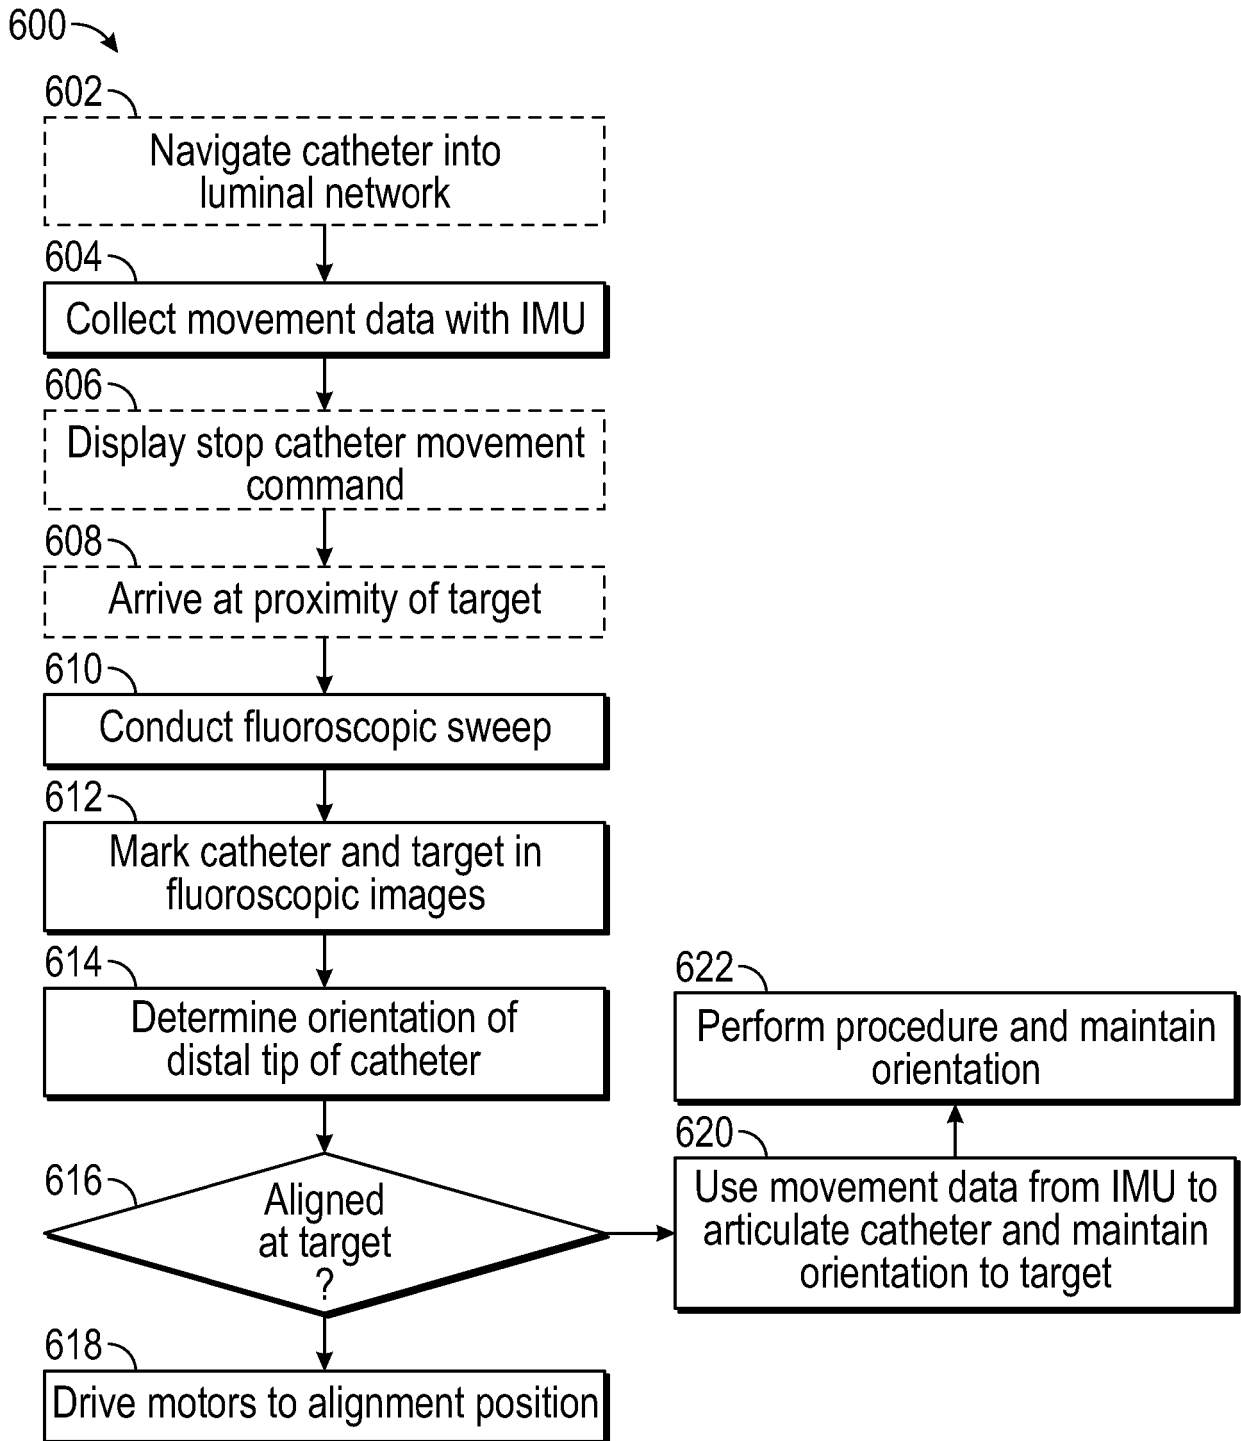 600
602
Navigate catheter into
luminal network
604
Collect movement data with IMU
606
Display stop catheter movement
command
608
Arrive at proximity of target
610
Conduct fluoroscopic sweep
612
Mark catheter and target in
fluoroscopic images
614
Determine orientation of
distal tip of catheter
616
Aligned
at target
?
618
Drive motors to alignment position
622
Perform procedure and maintain
orientation
620
Use movement data from IMU to
articulate catheter and maintain
orientation to target